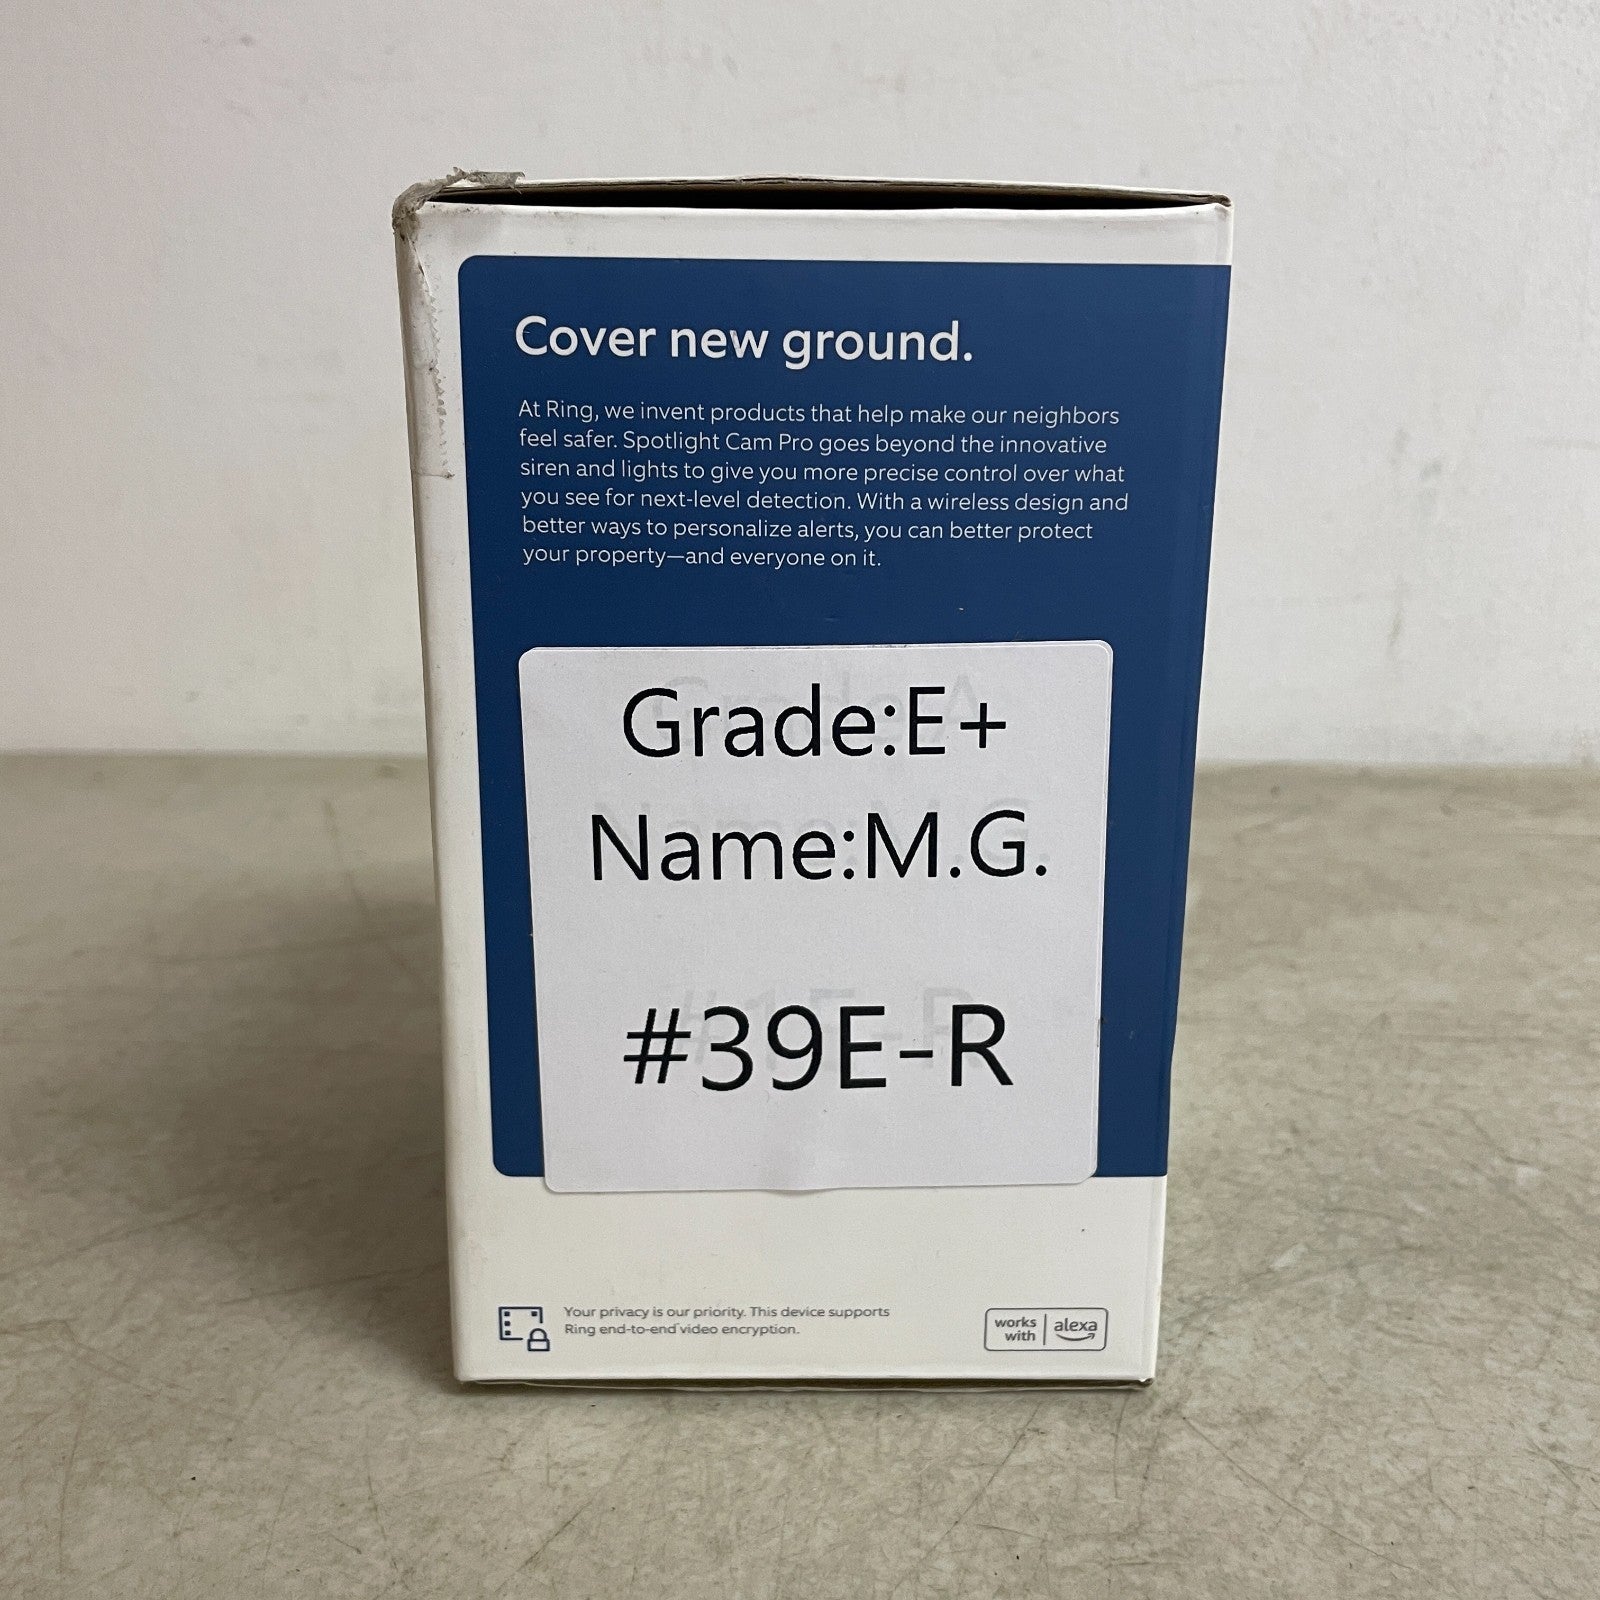 Cover new ground.
At Ring, we invent products that help make our neighbors
feel safer. Spotlight Cam Pro goes beyond the innovative
siren and lights to give you more precise control over what
you see for next-level detection. With a wireless design and
better ways to personalize alerts, you can better protect
your property—and everyone on it.
Grade:E+
Name:M.G.
#39E-R
Your privacy is our priority. This device supports
Ring end-to-end video encryption.
works
with
alexa